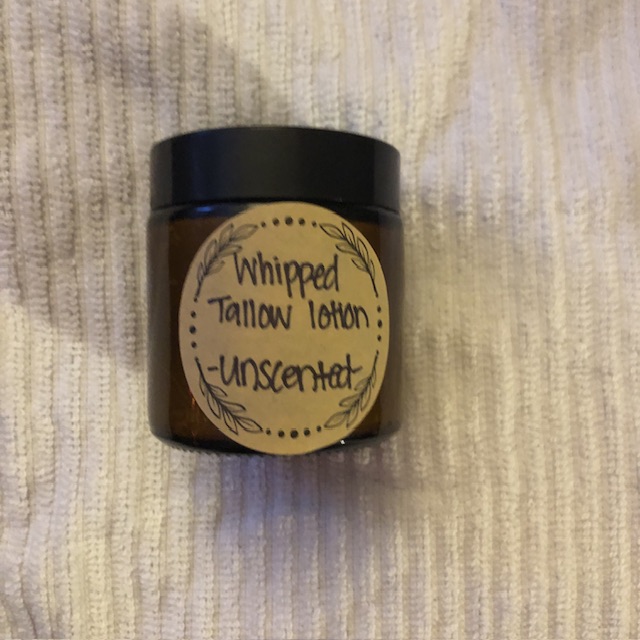 Whipped
Tallow lotion
-Unscented-